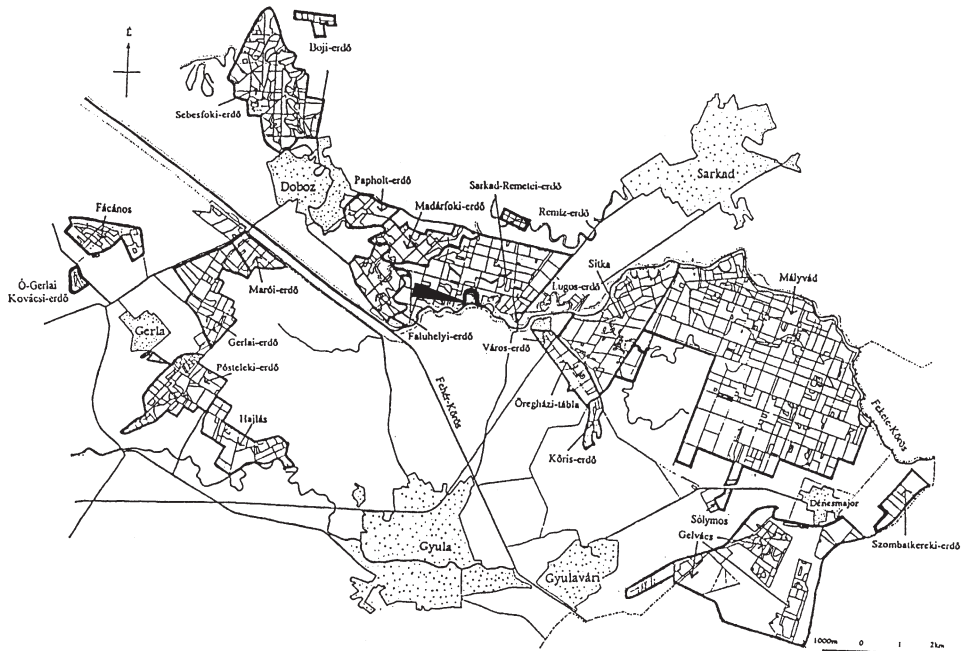 É
Boji-erdő
Sebesfoki-erdő
Sarkad
Doboz
Papholt-erdő
Sarkad-Remetei-erdő
Madárfoki-erdő
Remiz-erdő
Fácános
Sitka
Mályvád
Ó-Gerlai
Kovácsi-erdő
Marói-erdő
Lugos-erdő
Gerla
Gerlai-erdő
Faluhelyi-erdő
Város-erdő
Pósteleki-erdő
Fehér-Körös
Öregházi-tábla
Fekete-Körös
Hajlás
Kőris-erdő
Dénesmajor
Sólymos
Gelvács
Szombatkereki-erdő
Gyula
Gyulavári
1000m 0 1 2km